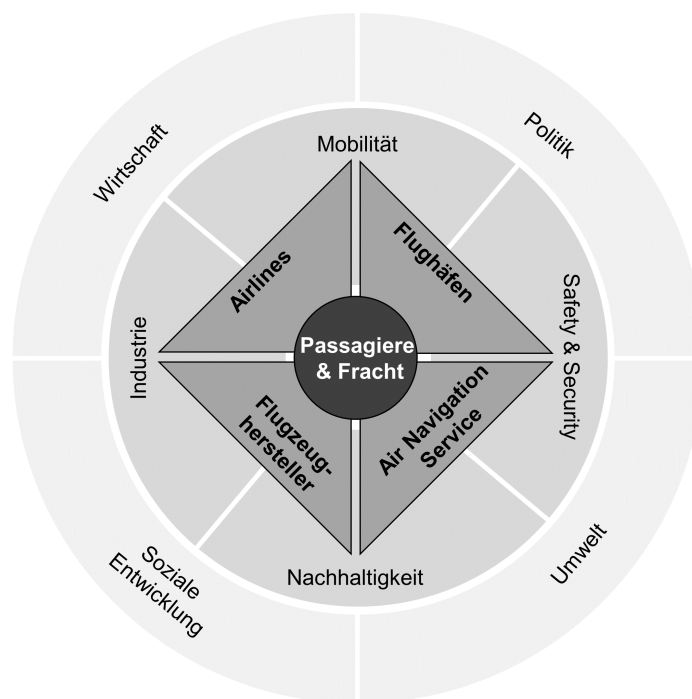 Politik
Wirtschaft
Mobilität
Airlines
Flughäfen
Industrie
Safety & Security
Passagiere
& Fracht
Flugzeug-
hersteller
Air Navigation
Service
Nachhaltigkeit
Soziale
Entwicklung
Umwelt